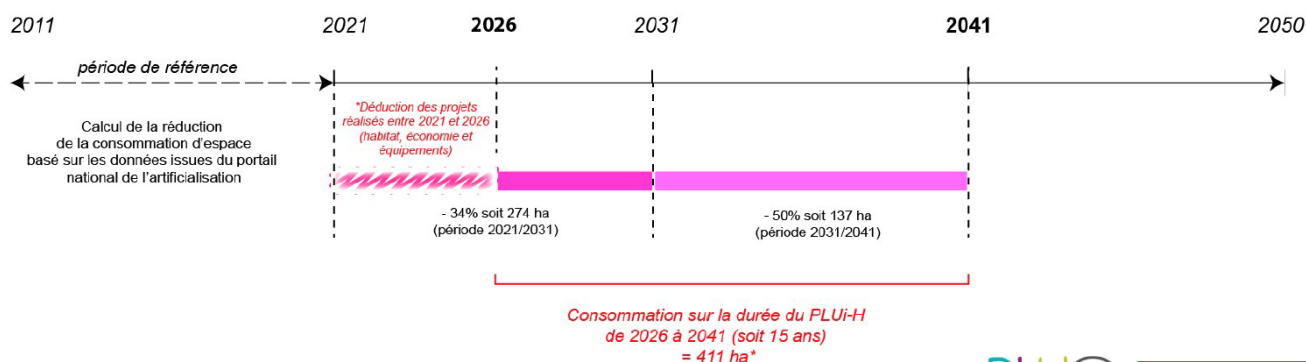 2011 2021 2026 2031 2041 2050
période de référence
Calcul de la réduction
de la consommation d'espace
basé sur les données issues du portail
national de l'artificialisation
*Déduction des projets
réalisés entre 2021 et 2026
(habitat, économie et
équipements)
- 34% soit 274 ha
(période 2021/2031)
- 50% soit 137 ha
(période 2031/2041)
Consommation sur la durée du PLUi-H
de 2026 à 2041 (soit 15 ans)
= 411 ha*